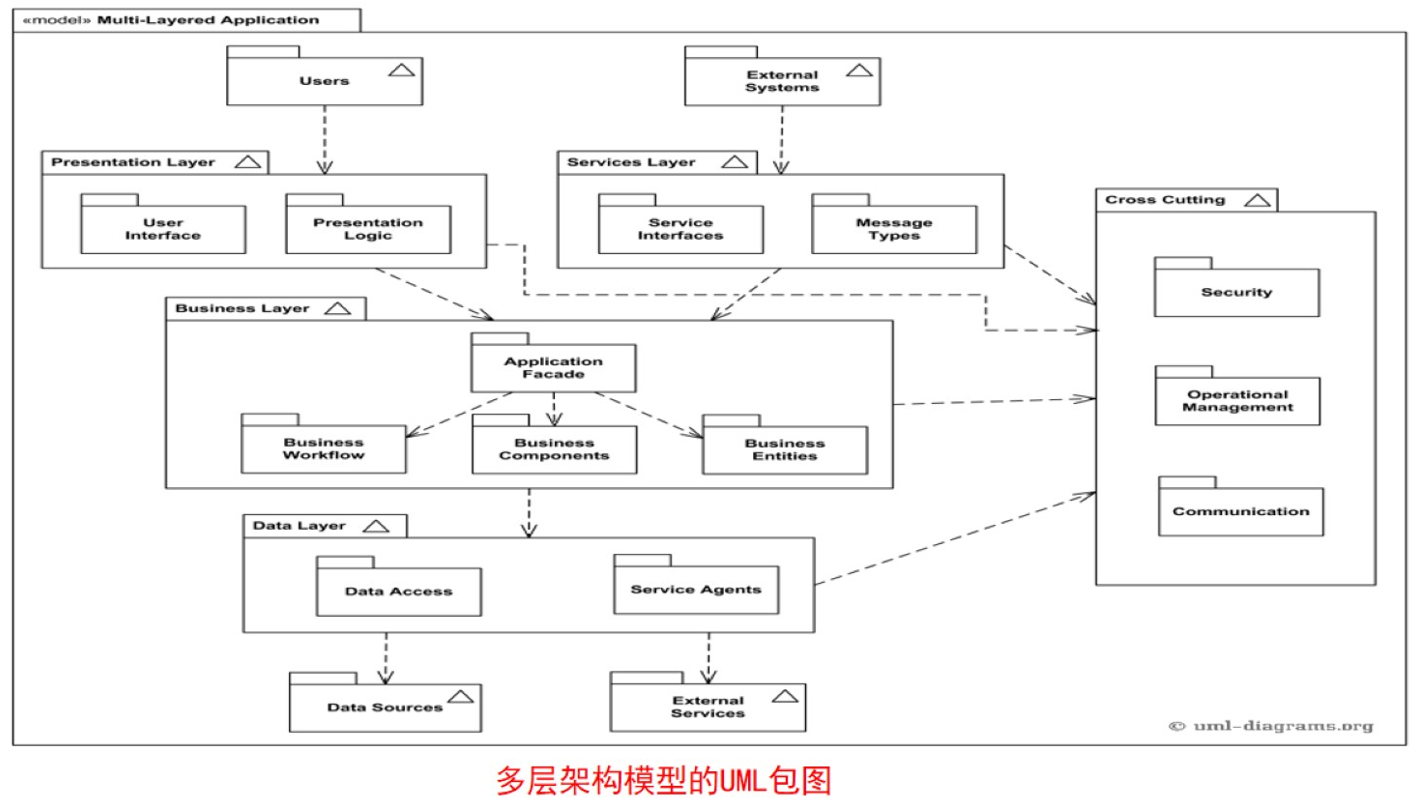 «model» Multi-Layered Application
Users
External
Systems
Presentation Layer
Services Layer
Cross Cutting
User
Interface
Presentation
Logic
Service
Interfaces
Message
Types
Security
Business Layer
Application
Facade
Operational
Management
Business
Workflow
Business
Components
Business
Entities
Communication
Data Layer
Data Access
Service Agents
Data Sources
External
Services
© uml-diagrams.org
多层架构模型的UML包图